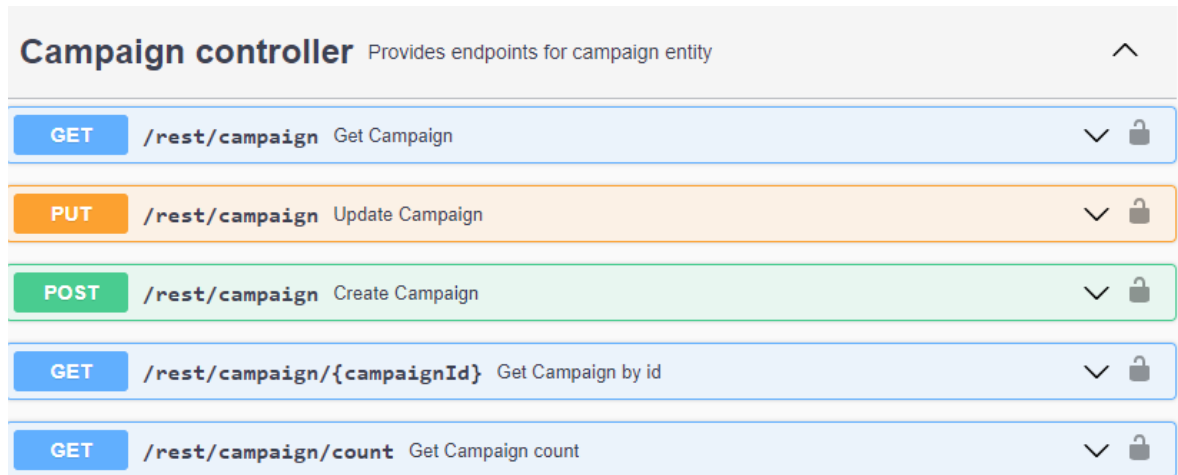 Campaign controller Provides endpoints for campaign entity
GET /rest/campaign Get Campaign
PUT /rest/campaign Update Campaign
POST /rest/campaign Create Campaign
GET /rest/campaign/{campaignId} Get Campaign by id
GET /rest/campaign/count Get Campaign count